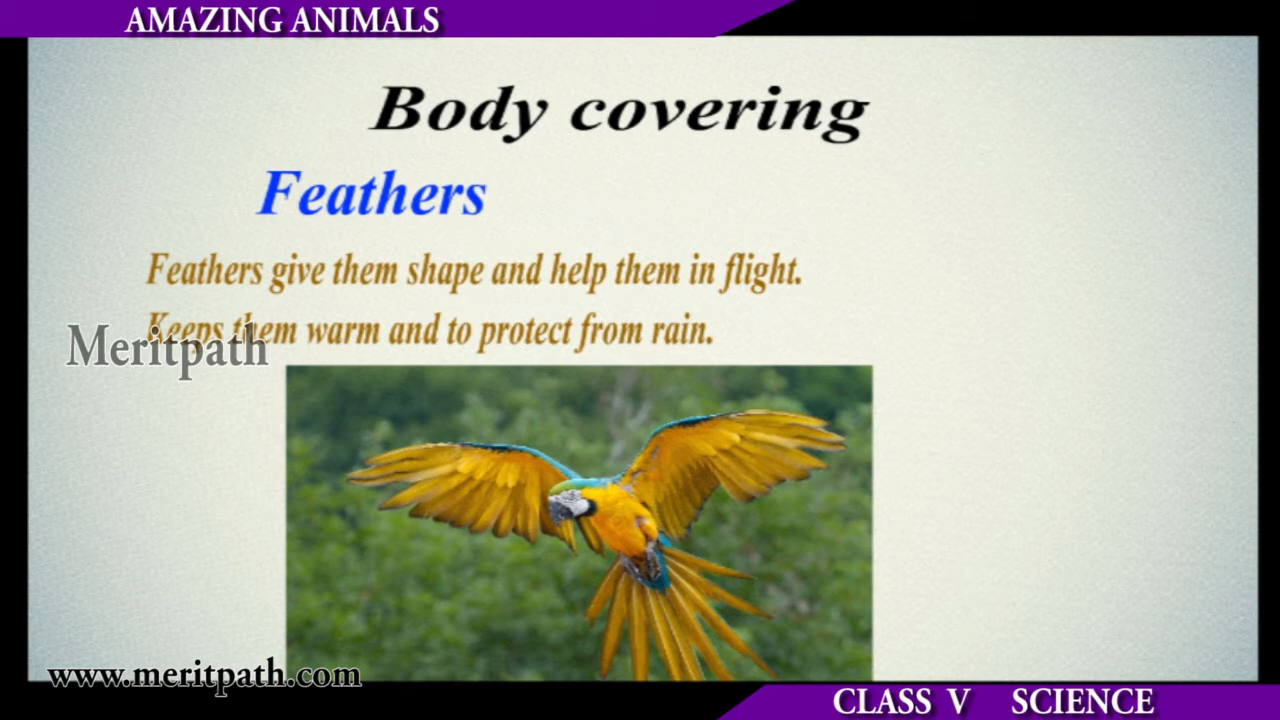 AMAZING ANIMALS
Body covering
Feathers
Feathers give them shape and help them in flight.
Keeps them warm and to protect from rain.
Meritpath
www.meritpath.com
CLASS V SCIENCE